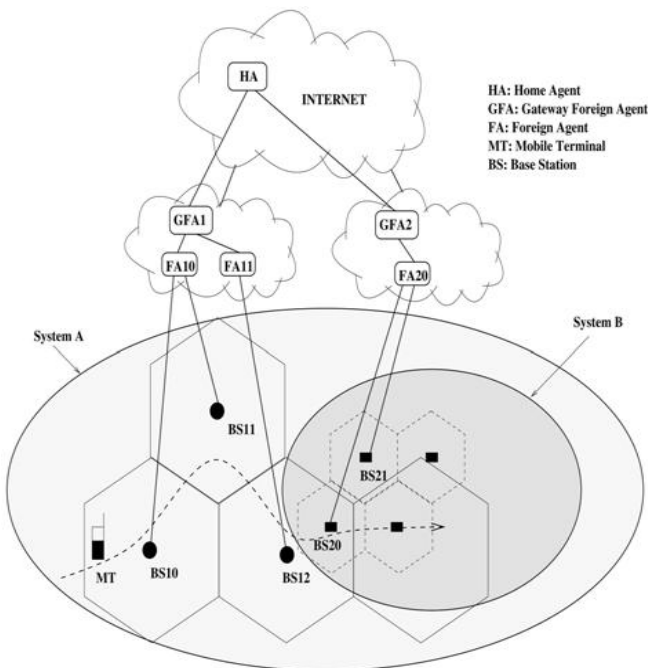 HA
INTERNET
HA: Home Agent
GFA: Gateway Foreign Agent
FA: Foreign Agent
MT: Mobile Terminal
BS: Base Station
GFA1
GFA2
FA10
FA11
FA20
System A
System B
BS11
BS21
BS20
MT
BS10
BS12